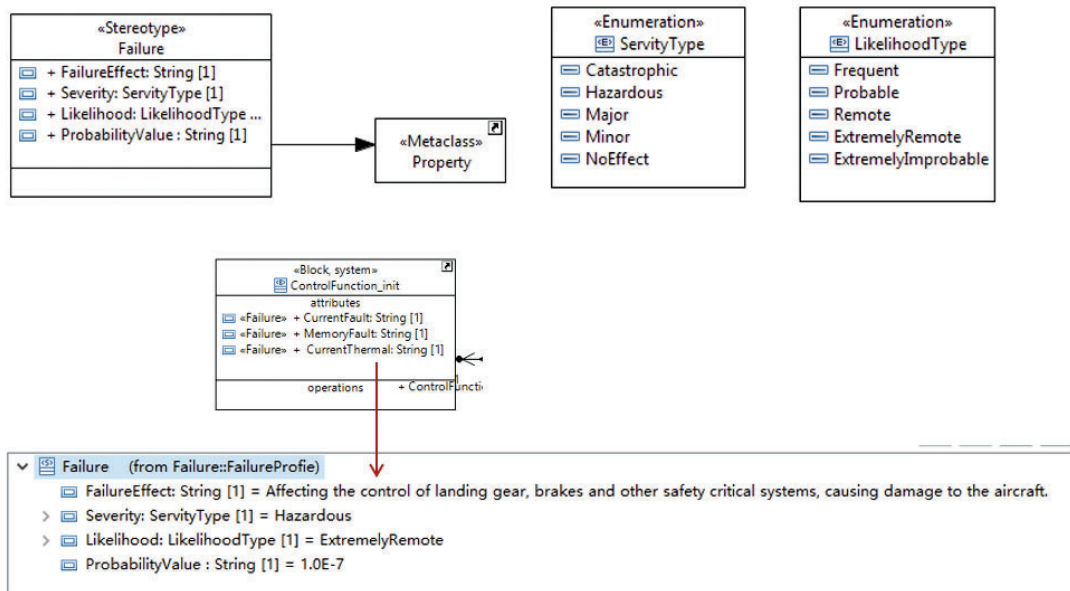 «Stereotype»
Failure
+ FailureEffect: String [1]
+ Severity: ServityType [1]
+ Likelihood: LikelihoodType ...
+ ProbabilityValue : String [1]
«Metaclass»
Property
«Enumeration»
«E» ServityType
Catastrophic
Hazardous
Major
Minor
NoEffect
«Enumeration»
«E» LikelihoodType
Frequent
Probable
Remote
ExtremelyRemote
ExtremelyImprobable
«Block, system»
ControlFunction_init
attributes
«Failure» + CurrentFault: String [1]
«Failure» + MemoryFault: String [1]
«Failure» + CurrentThermal: String [1]
operations
+ ControlFuncti
Failure (from Failure::FailureProfie)
FailureEffect: String [1] = Affecting the control of landing gear, brakes and other safety critical systems, causing damage to the aircraft.
Severity: ServityType [1] = Hazardous
Likelihood: LikelihoodType [1] = ExtremelyRemote
ProbabilityValue : String [1] = 1.0E-7